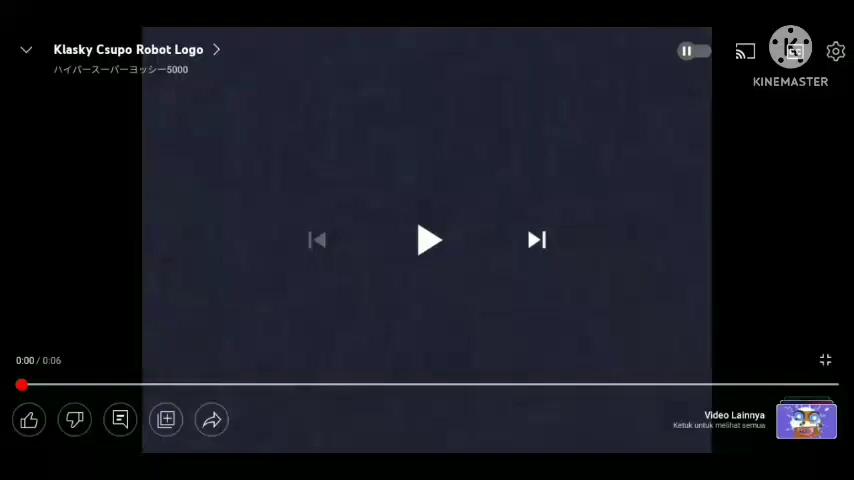 Klasky Csupo Robot Logo
ハイパースーパーヨッシー5000
KINEMASTER
0:00 / 0:06
Video Lainnya
Ketuk untuk melihat semua